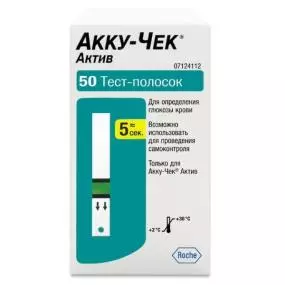 АККУ-ЧЕК®
Актив
07124112
50 Тест-полосок
Для определения
глюкозы крови
5 ≈
сек.
Возможно
использовать
для проведения
самоконтроля
Только для
Акку-Чек® Актив
+30°C
+2°C
Roche